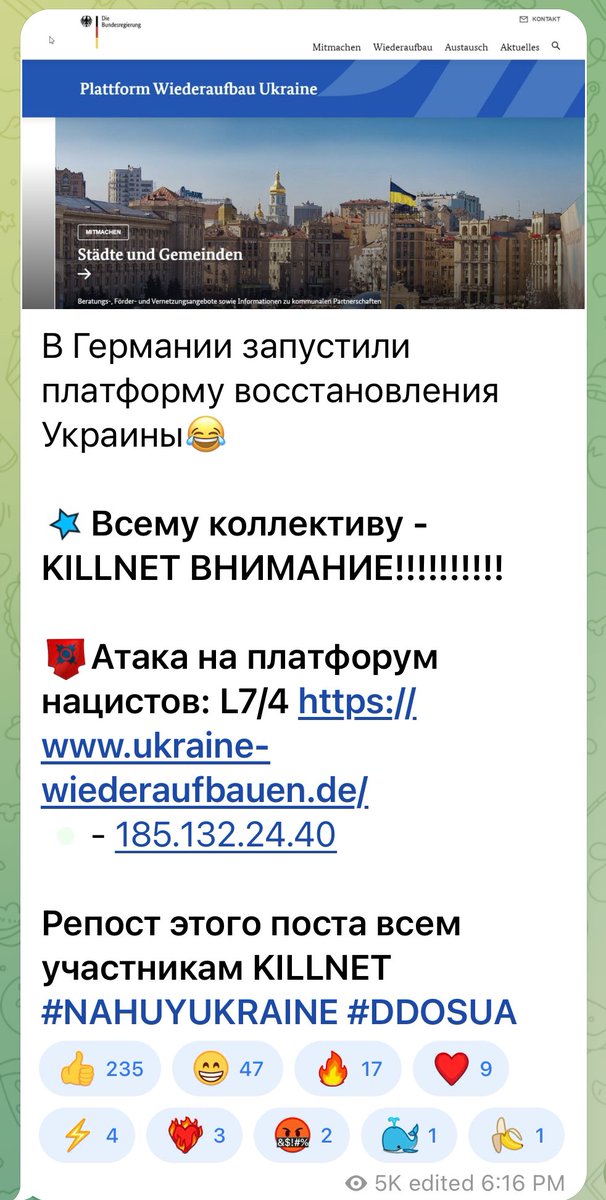 Die
Bundesregierung
KONTAKT
Mitmachen Wiederaufbau Austausch Aktuelles
Plattform Wiederaufbau Ukraine
MITMACHEN
Städte und Gemeinden
Beratungs-, Förder- und Vernetzungsangebote sowie Informationen zu kommunalen Partnerschaften
В Германии запустили
платформу восстановления
Украины😂
Всему коллективу -
KILLNET ВНИМАНИЕ!!!!!!!!!!
Атака на платфорум
нацистов: L7/4 https://
www.ukraine-
wiederaufbauen.de/
- 185.132.24.40
Репост этого поста всем
участникам KILLNET
#NAHUYUKRAINE #DDOSUA
👍 235 😁 47 🔥 17 ❤️ 9
⚡ 4 ❤️‍🔥 3 🤬 2 🐳 1 🍌 1
5K edited 6:16 PM